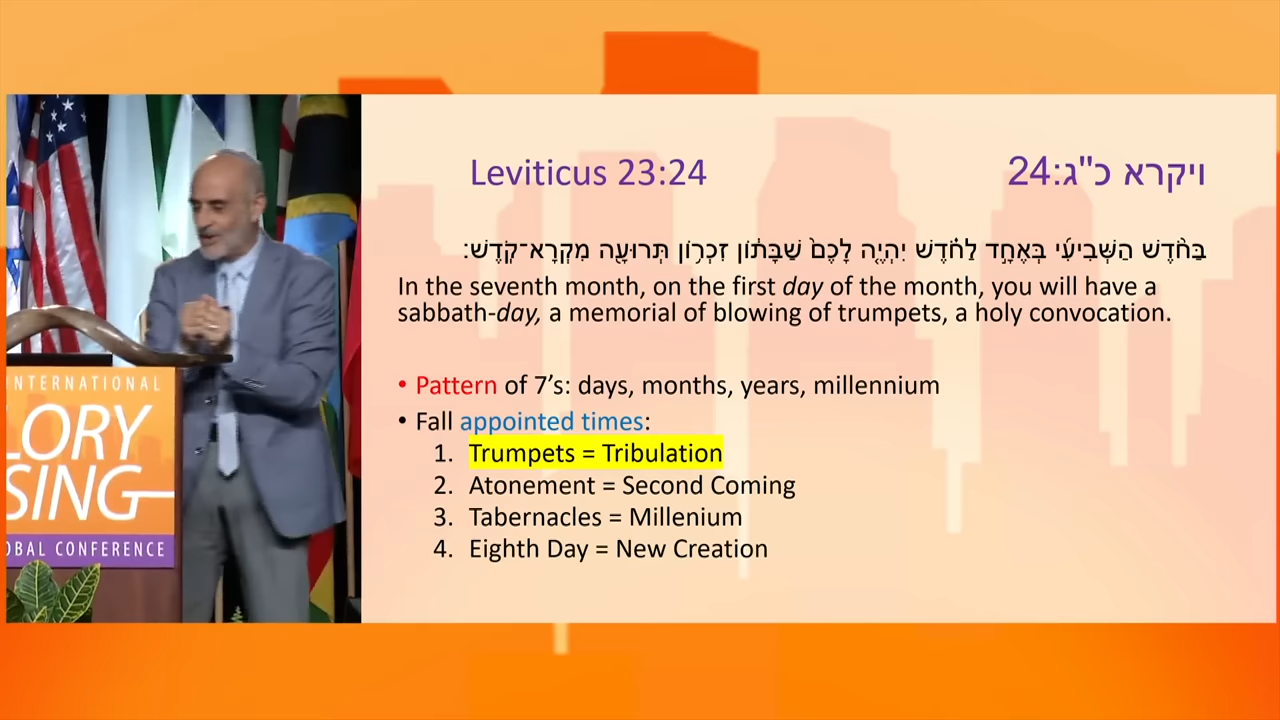 Leviticus 23:24
ויקרא כ"ג:24
בַּחֹ֨דֶשׁ הַשְּׁבִיעִ֜י בְּאֶחָ֣ד לַחֹ֗דֶשׁ יִהְיֶ֤ה לָכֶם֙ שַׁבָּת֔וֹן זִכְר֥וֹן תְּרוּעָ֖ה מִקְרָא־קֹֽדֶשׁ׃
In the seventh month, on the first day of the month, you will have a
sabbath-day, a memorial of blowing of trumpets, a holy convocation.
• Pattern of 7’s: days, months, years, millennium
• Fall appointed times:
1. Trumpets = Tribulation
2. Atonement = Second Coming
3. Tabernacles = Millenium
4. Eighth Day = New Creation
INTERNATIONAL
LORY
SING
OBAL CONFERENCE